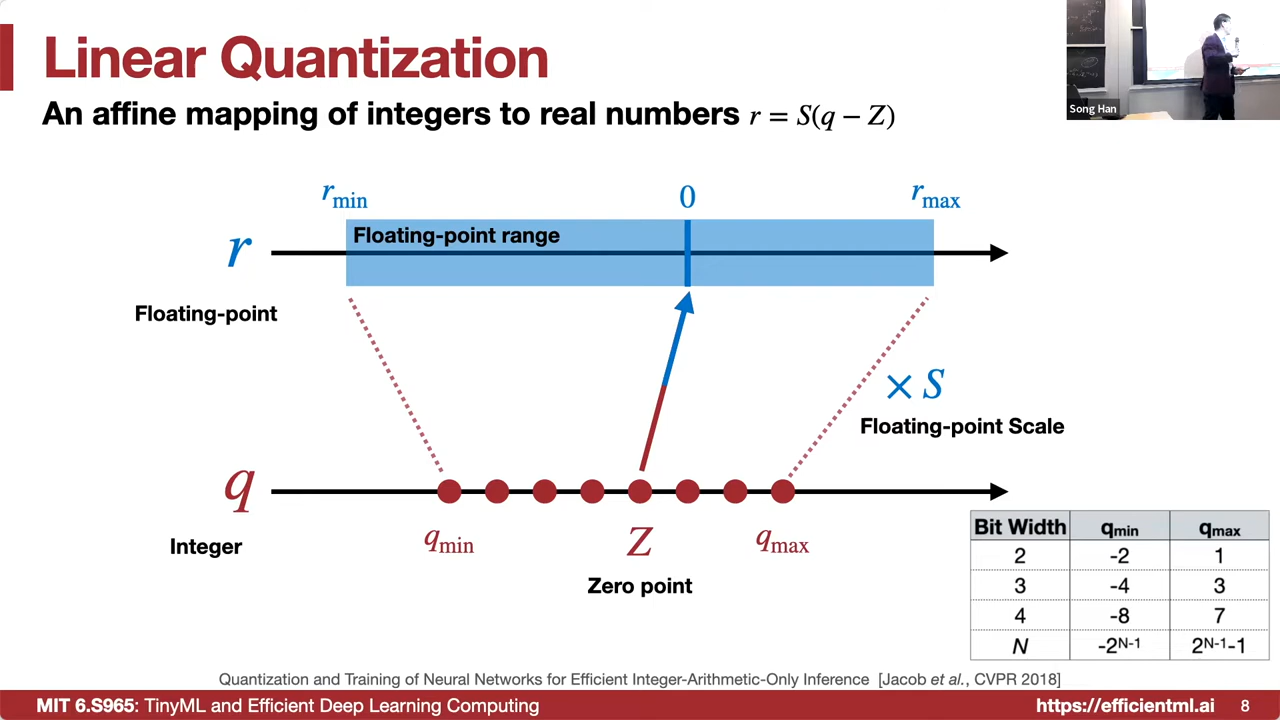 Linear Quantization
An affine mapping of integers to real numbers r = S(q − Z)
Song Han
r_min 0 r_max
Floating-point range
r
Floating-point
× S
Floating-point Scale
q
Integer
q_min Z q_max
Zero point
Bit Width q_min q_max
2 -2 1
3 -4 3
4 -8 7
N -2^{N-1} 2^{N-1}-1
Quantization and Training of Neural Networks for Efficient Integer-Arithmetic-Only Inference [Jacob et al., CVPR 2018]
MIT 6.S965: TinyML and Efficient Deep Learning Computing https://efficientml.ai 8